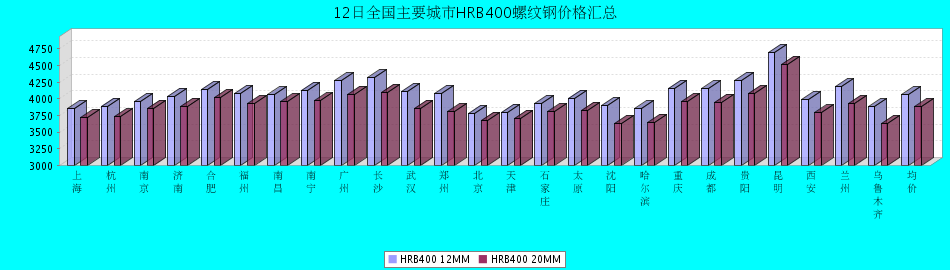 12日全国主要城市HRB400螺纹钢价格汇总
4750
4500
4250
4000
3750
3500
3250
3000
上海
杭州
南京
济南
合肥
福州
南昌
南宁
广州
长沙
武汉
郑州
北京
天津
石家庄
太原
沈阳
哈尔滨
重庆
成都
贵阳
昆明
西安
兰州
乌鲁木齐
均价
HRB400 12MM
HRB400 20MM